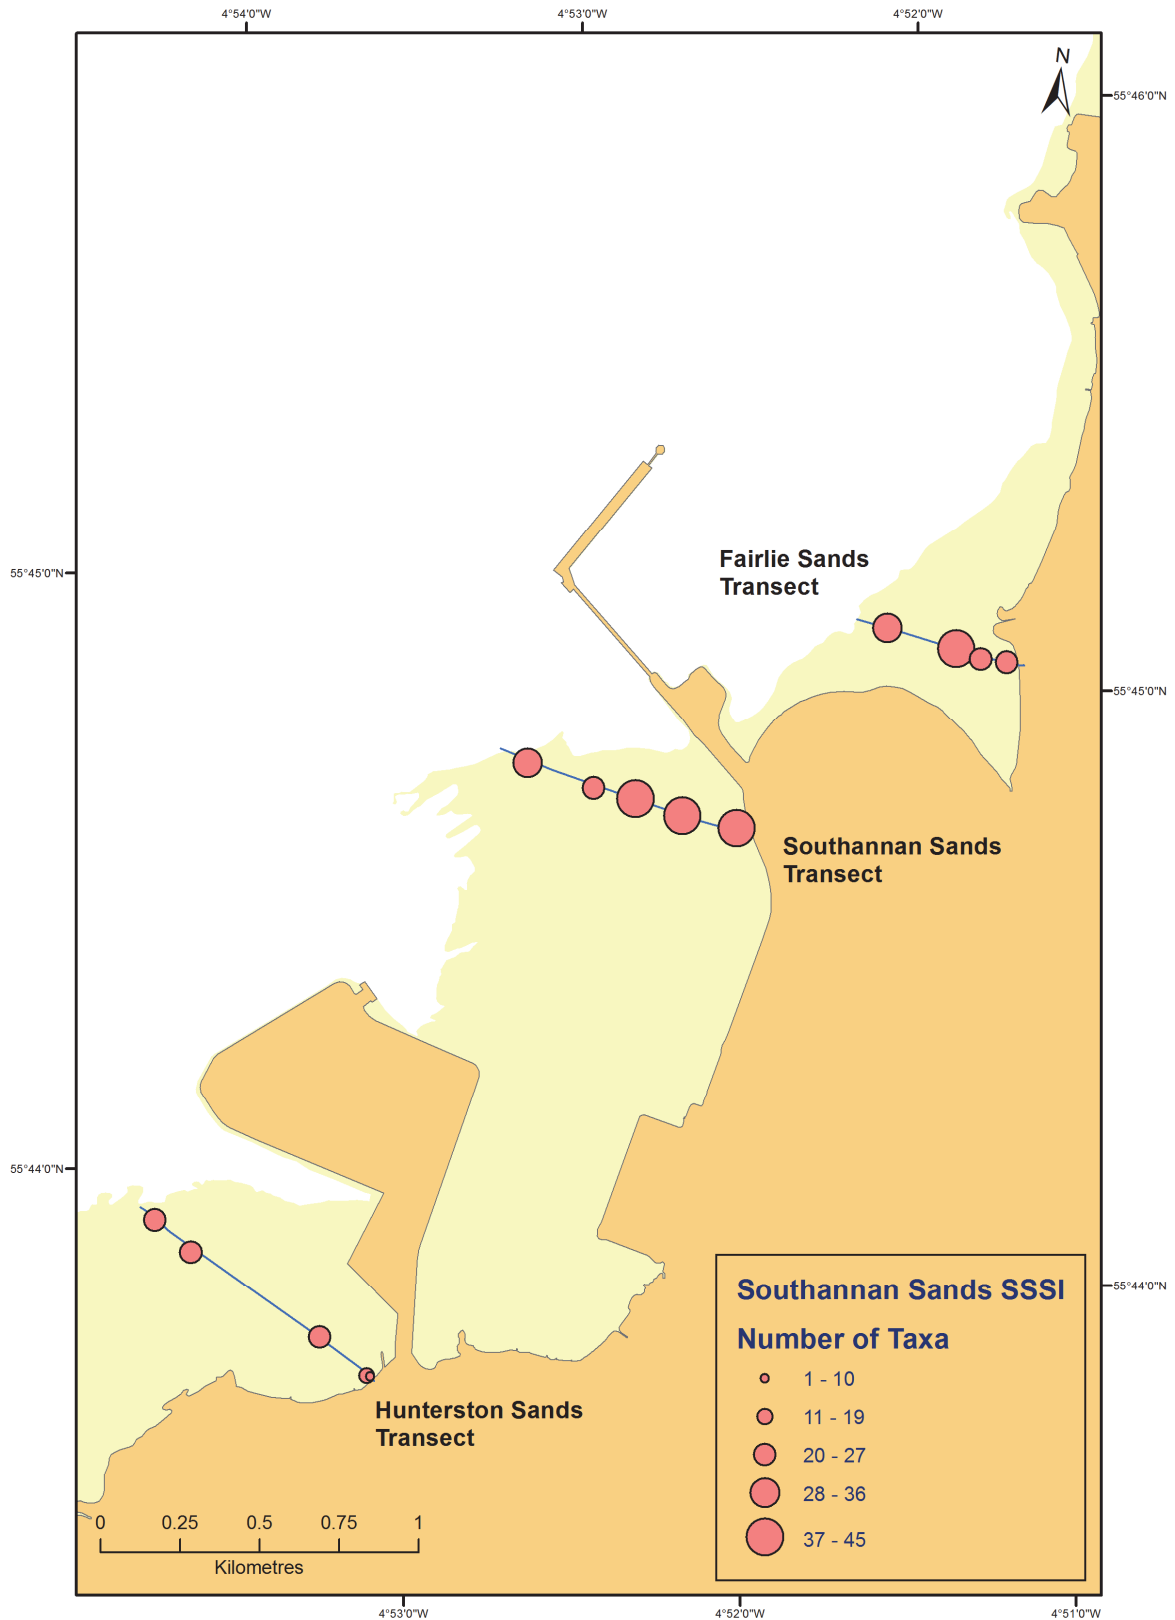 4°54'0"W
4°53'0"W
4°52'0"W
N
55°46'0"N
Fairlie Sands
Transect
55°45'0"N
55°45'0"N
Southannan Sands
Transect
55°44'0"N
55°44'0"N
Hunterston Sands
Transect
Southannan Sands SSSI
Number of Taxa
1 - 10
11 - 19
20 - 27
28 - 36
37 - 45
0 0.25 0.5 0.75 1
Kilometres
4°53'0"W
4°52'0"W
4°51'0"W